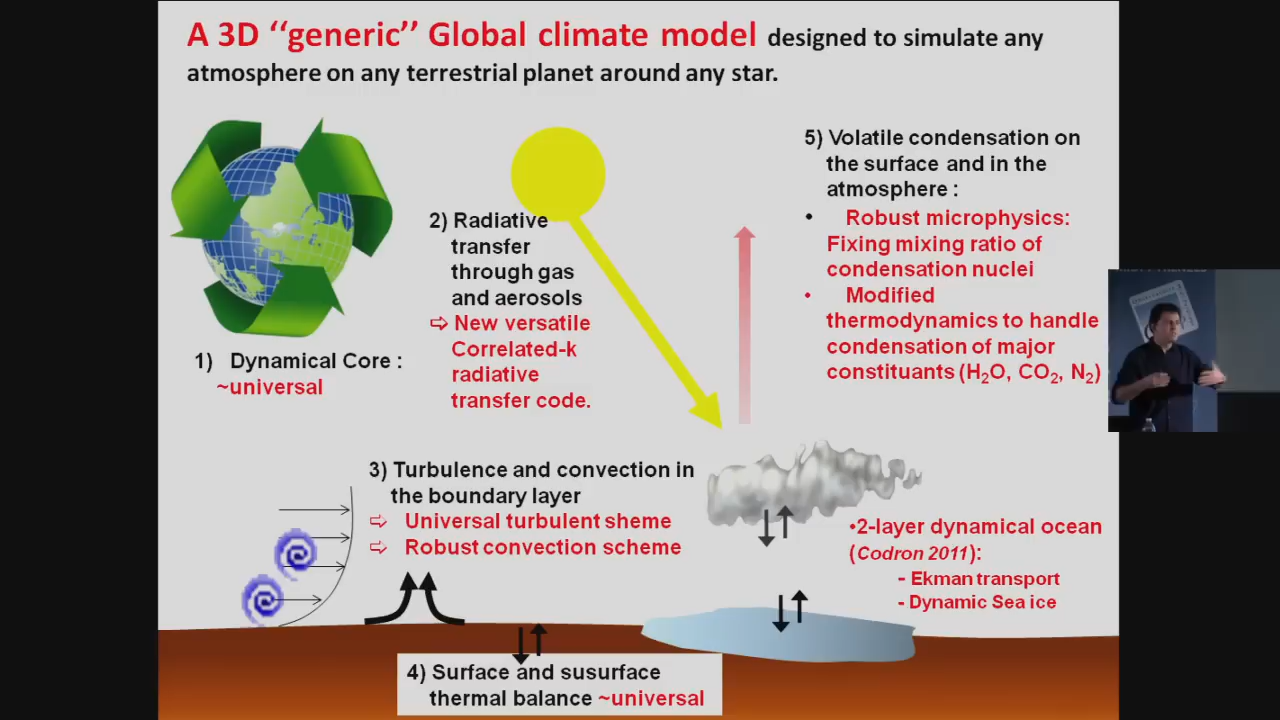 A 3D “generic” Global climate model designed to simulate any
atmosphere on any terrestrial planet around any star.
1) Dynamical Core :
~universal
2) Radiative
transfer
through gas
and aerosols
⇨ New versatile
Correlated-k
radiative
transfer code.
3) Turbulence and convection in
the boundary layer
⇨ Universal turbulent sheme
⇨ Robust convection scheme
4) Surface and susurface
thermal balance ~universal
5) Volatile condensation on
the surface and in the
atmosphere :
• Robust microphysics:
Fixing mixing ratio of
condensation nuclei
• Modified
thermodynamics to handle
condensation of major
constituants (H₂O, CO₂, N₂)
•2-layer dynamical ocean
(Codron 2011):
- Ekman transport
- Dynamic Sea ice